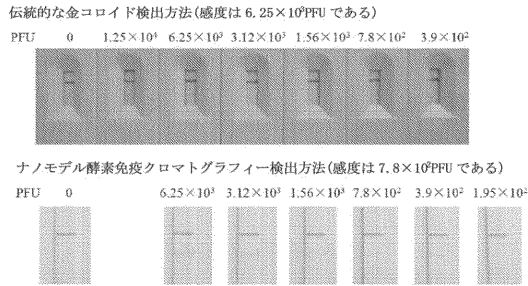 伝統的な金コロイド検出方法(感度は6.25×10³PFUである)
PFU 0 1.25×10⁴ 6.25×10³ 3.12×10³ 1.56×10³ 7.8×10² 3.9×10²
ナノモデル酵素免疫クロマトグラフィー検出方法(感度は7.8×10²PFUである)
PFU 0 6.25×10³ 3.12×10³ 1.56×10³ 7.8×10² 3.9×10² 1.95×10²